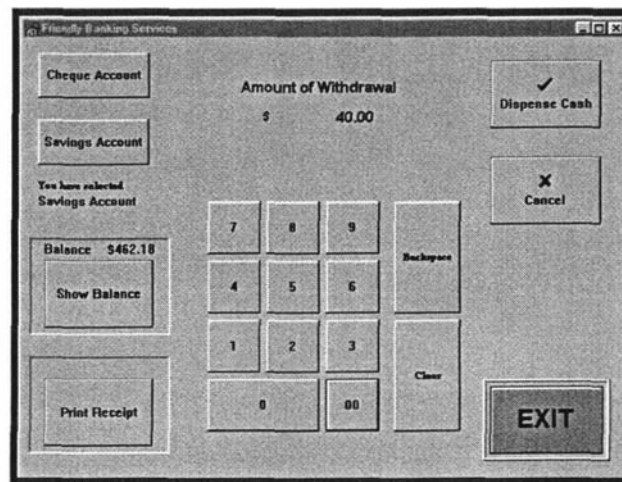 Friendly Banking Services
Cheque Account
Savings Account
You have selected
Savings Account
Balance $462.18
Show Balance
Print Receipt
Amount of Withdrawal
$ 40.00
7 8 9
4 5 6
1 2 3
0 00
Backspace
Clear
Dispense Cash
Cancel
EXIT